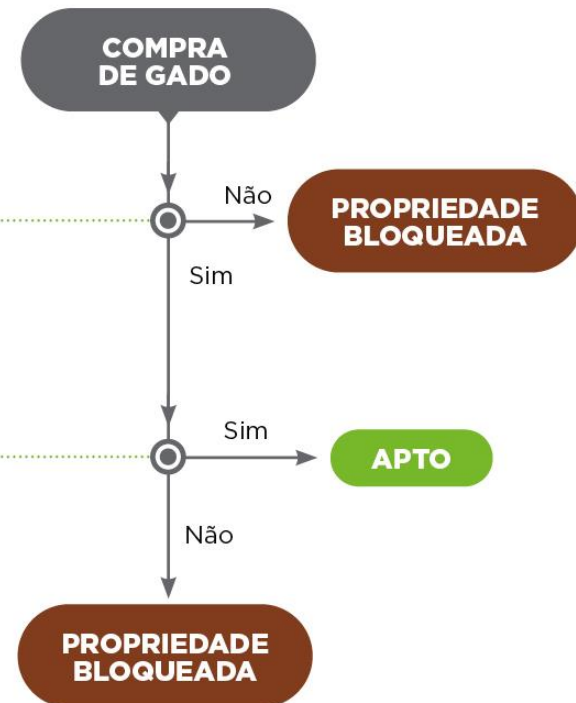 COMPRA
DE GADO
Não
PROPRIEDADE
BLOQUEADA
Sim
Sim
APTO
Não
PROPRIEDADE
BLOQUEADA